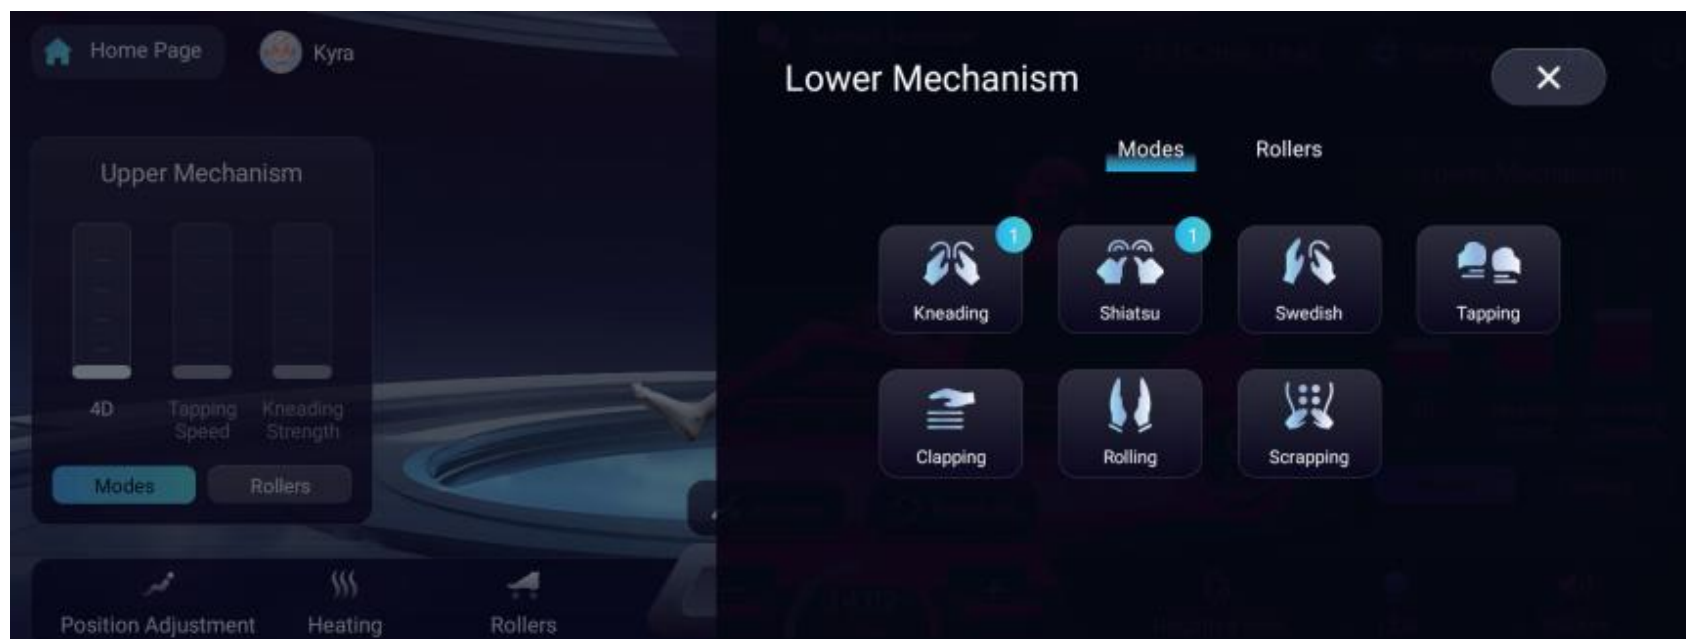 Home Page
Kyra
Upper Mechanism
4D
Tapping Speed
Kneading Strength
Modes
Rollers
Position Adjustment
Heating
Rollers
Lower Mechanism
Modes
Rollers
1
1
Kneading
Shiatsu
Swedish
Tapping
Clapping
Rolling
Scrapping